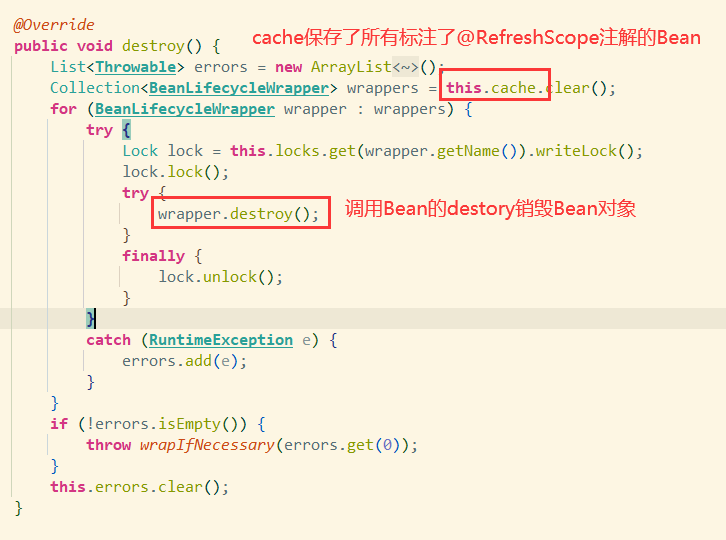 @Override
cache保存了所有标注了@RefreshScope注解的Bean
public void destroy() {
List<Throwable> errors = new ArrayList<~>();
Collection<BeanLifecycleWrapper> wrappers = this.cache.clear();
for (BeanLifecycleWrapper wrapper : wrappers) {
try {
Lock lock = this.locks.get(wrapper.getName()).writeLock();
lock.lock();
try {
wrapper.destroy();
调用Bean的destory销毁Bean对象
}
finally {
lock.unlock();
}
}
catch (RuntimeException e) {
errors.add(e);
}
}
if (!errors.isEmpty()) {
throw wrapIfNecessary(errors.get(0));
}
this.errors.clear();
}